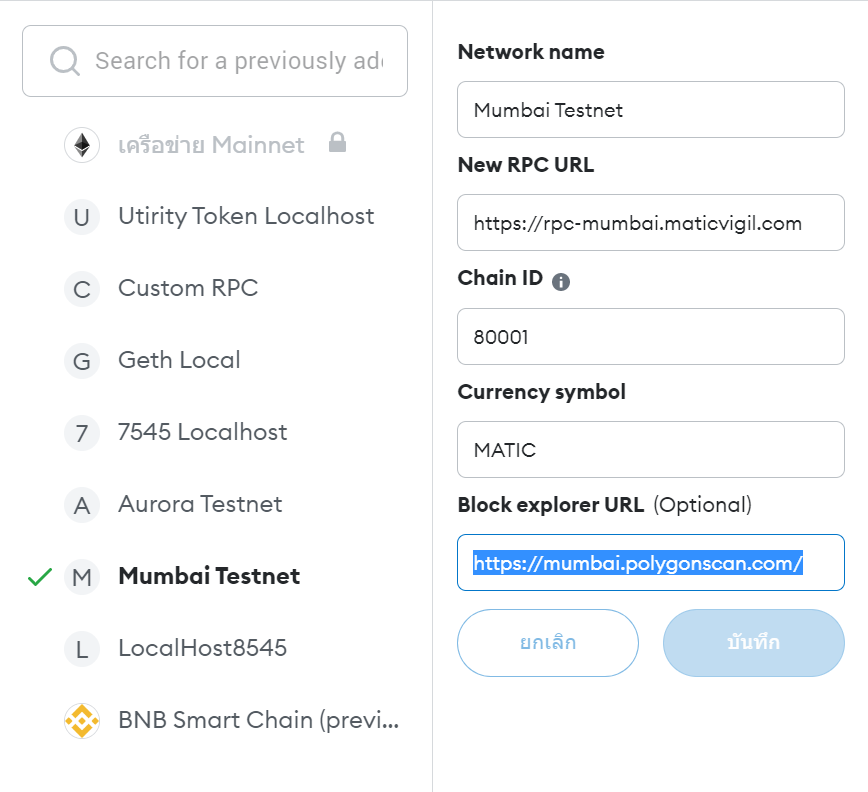 Search for a previously ad
เครือข่าย Mainnet
U Utirity Token Localhost
C Custom RPC
G Geth Local
7 7545 Localhost
A Aurora Testnet
M Mumbai Testnet
L LocalHost8545
BNB Smart Chain (previ...
Network name
Mumbai Testnet
New RPC URL
https://rpc-mumbai.maticvigil.com
Chain ID
80001
Currency symbol
MATIC
Block explorer URL (Optional)
https://mumbai.polygonscan.com/
ยกเลิก
บันทึก